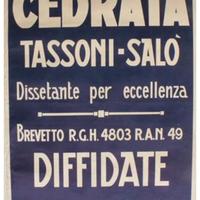 CEDRATA
TASSONI-SALÒ
Dissetante per eccellenza
BREVETTO R.G.H. 4803 R.A.N. 49
DIFFIDATE